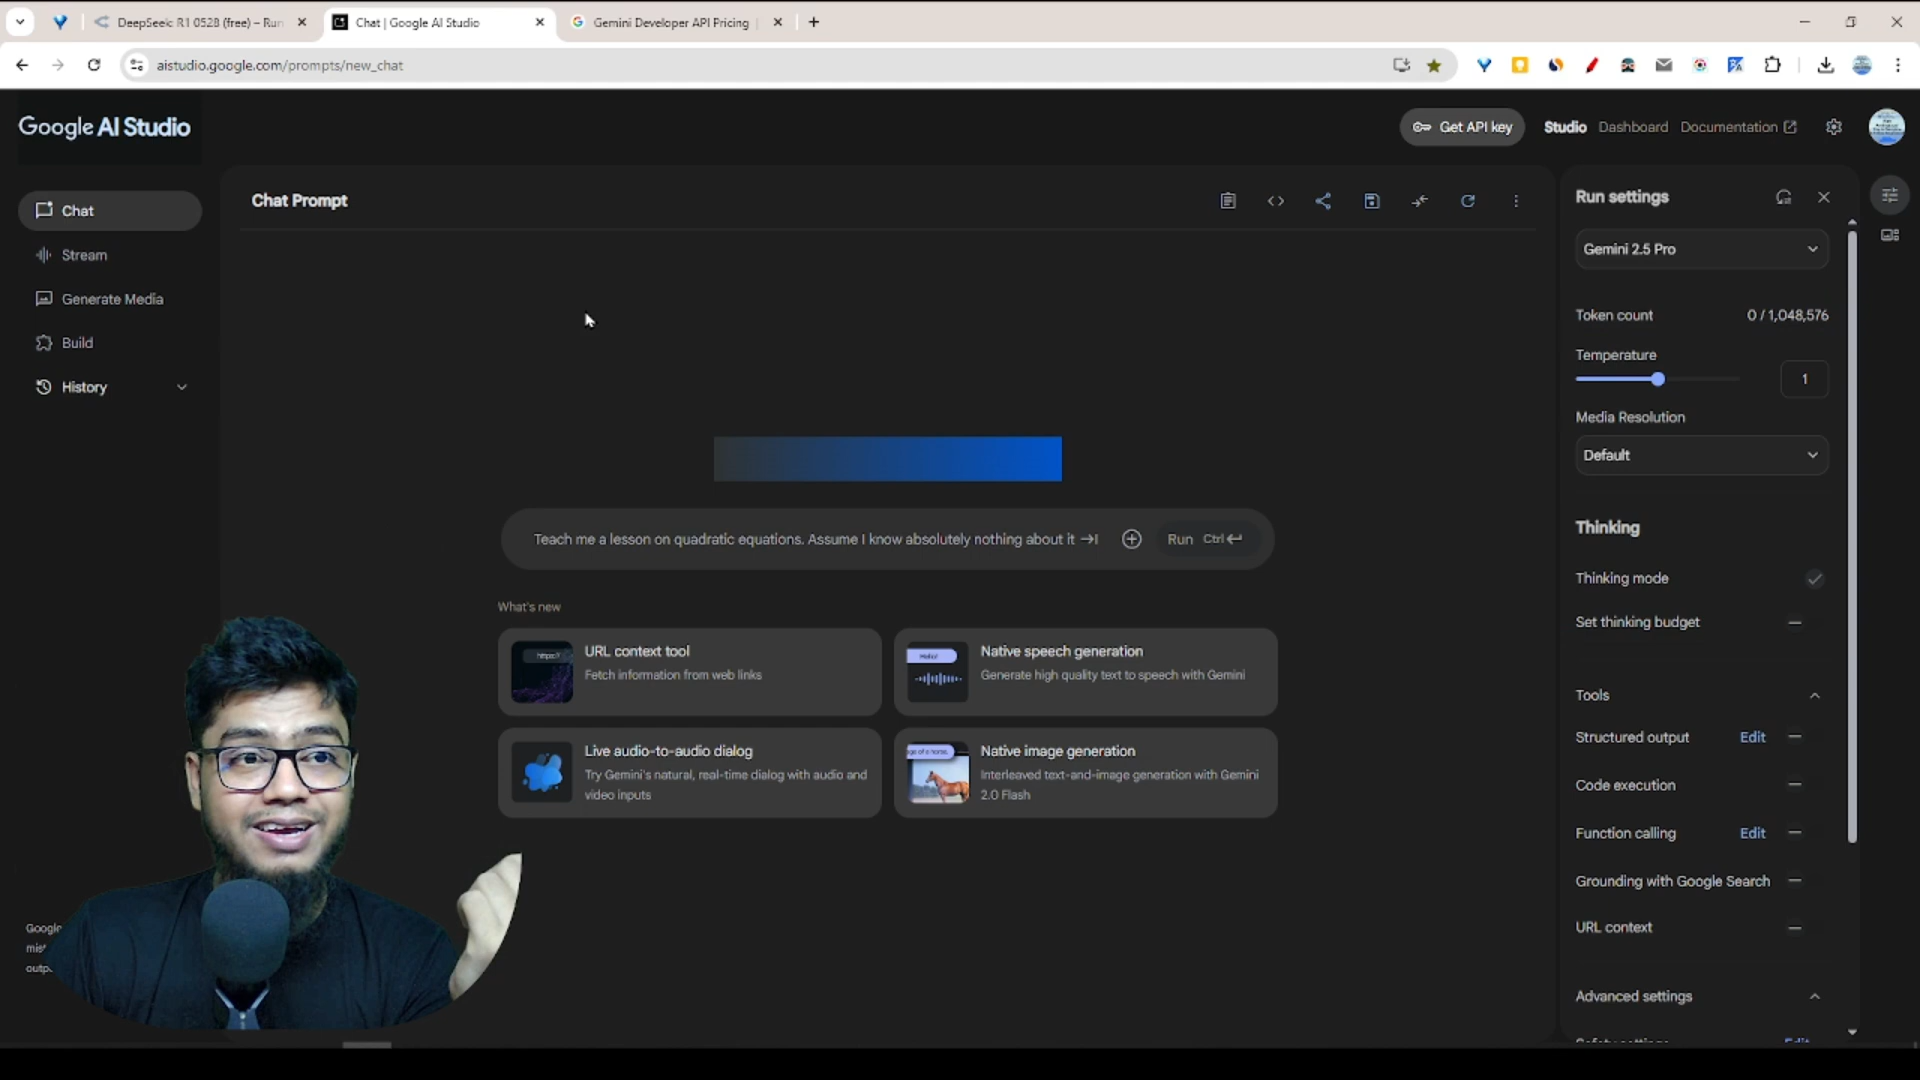 DeepSeek R1 0528 (free) – Run
Chat | Google AI Studio
Gemini Developer API Pricing
aistudio.google.com/prompts/new_chat
Google AI Studio
Get API key
Studio
Dashboard
Documentation
Chat
Stream
Generate Media
Build
History
Chat Prompt
Teach me a lesson on quadratic equations. Assume I know absolutely nothing about it
Run Ctrl
What's new
URL context tool
Fetch information from web links
Native speech generation
Generate high quality text to speech with Gemini
Live audio-to-audio dialog
Try Gemini's natural, real-time dialog with audio and
video inputs
Native image generation
Interleaved text-and-image generation with Gemini
2.0 Flash
Run settings
Gemini 2.5 Pro
Token count 0 / 1,048,576
Temperature
1
Media Resolution
Default
Thinking
Thinking mode
Set thinking budget
Tools
Structured output Edit
Code execution
Function calling Edit
Grounding with Google Search
URL context
Advanced settings
Google